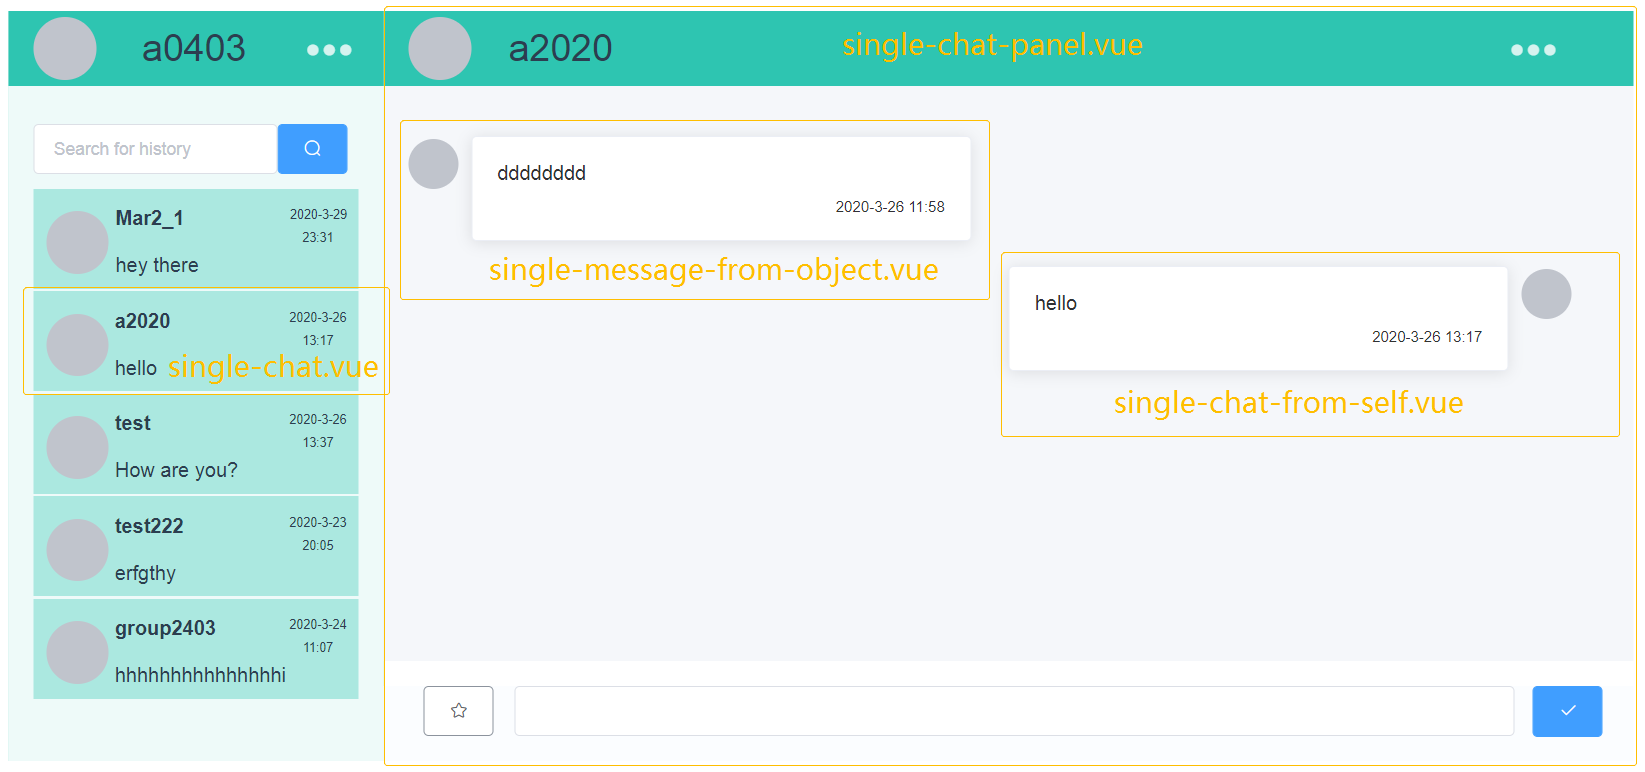 a0403
a2020
single-chat-panel.vue
Search for history
Mar2_1
2020-3-29
23:31
hey there
a2020
2020-3-26
13:17
hello
single-chat.vue
test
2020-3-26
13:37
How are you?
test222
2020-3-23
20:05
erfgthy
group2403
2020-3-24
11:07
hhhhhhhhhhhhhhhi
dddddddd
2020-3-26 11:58
single-message-from-object.vue
hello
2020-3-26 13:17
single-chat-from-self.vue